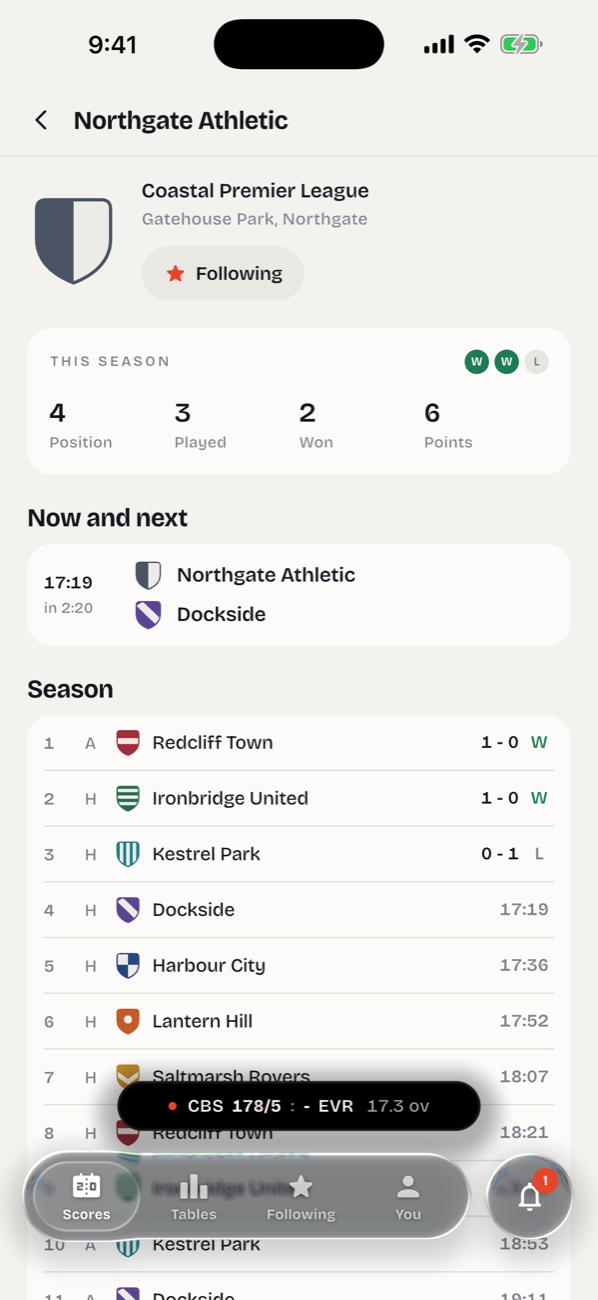 9:41
Northgate Athletic
Coastal Premier League
Gatehouse Park, Northgate
Following
THIS SEASON W W L
4 3 2 6
Position Played Won Points
Now and next
17:19 Northgate Athletic
in 2:20 Dockside
Season
1 A Redcliff Town 1 - 0 W
2 H Ironbridge United 1 - 0 W
3 H Kestrel Park 0 - 1 L
4 H Dockside 17:19
5 H Harbour City 17:36
6 H Lantern Hill 17:52
7 H Saltmarsh Rovers 18:07
CBS 178/5 : - EVR 17.3 ov
8 H Redcliff Town 18:21
2:0 1
Scores Tables Following You
10 A Kestrel Park 18:53
11 A Dockside 19:11